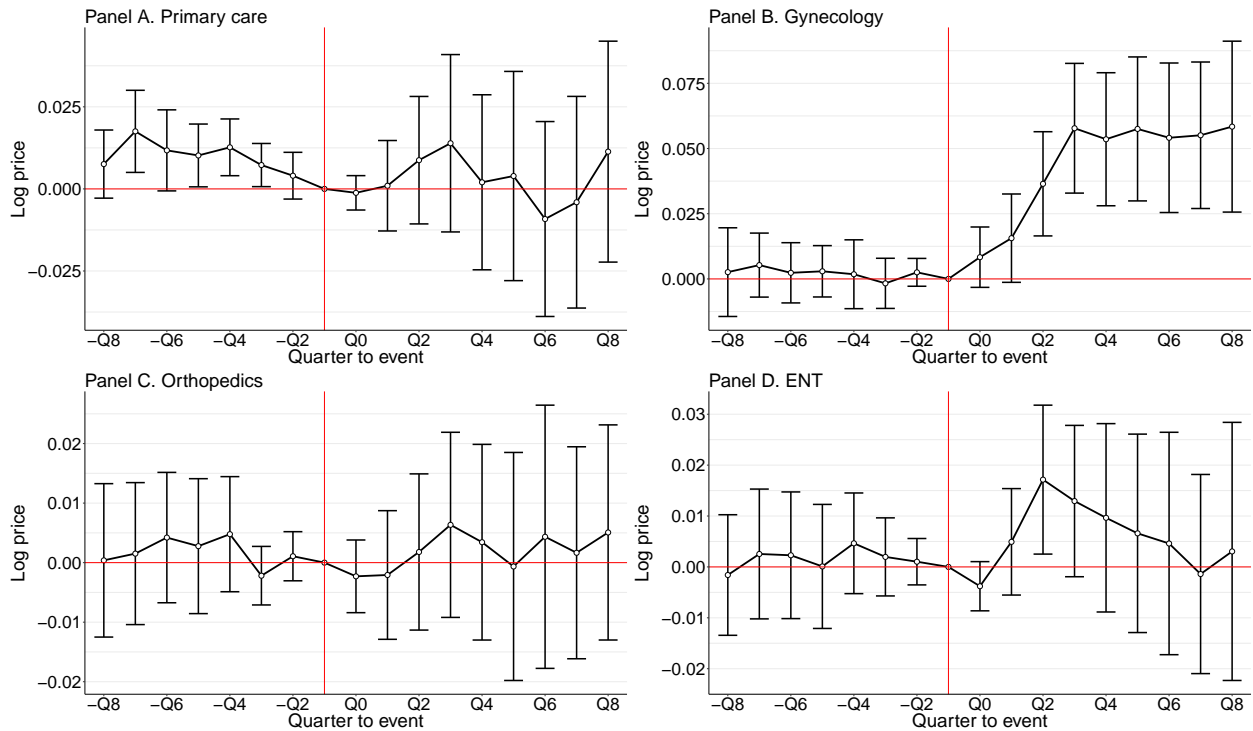 Panel A. Primary care
Log price
0.025
0.000
−0.025
−Q8 −Q6 −Q4 −Q2 Q0 Q2 Q4 Q6 Q8
Quarter to event
Panel B. Gynecology
Log price
0.075
0.050
0.025
0.000
−Q8 −Q6 −Q4 −Q2 Q0 Q2 Q4 Q6 Q8
Quarter to event
Panel C. Orthopedics
Log price
0.02
0.01
0.00
−0.01
−0.02
−Q8 −Q6 −Q4 −Q2 Q0 Q2 Q4 Q6 Q8
Quarter to event
Panel D. ENT
Log price
0.03
0.02
0.01
0.00
−0.01
−0.02
−Q8 −Q6 −Q4 −Q2 Q0 Q2 Q4 Q6 Q8
Quarter to event